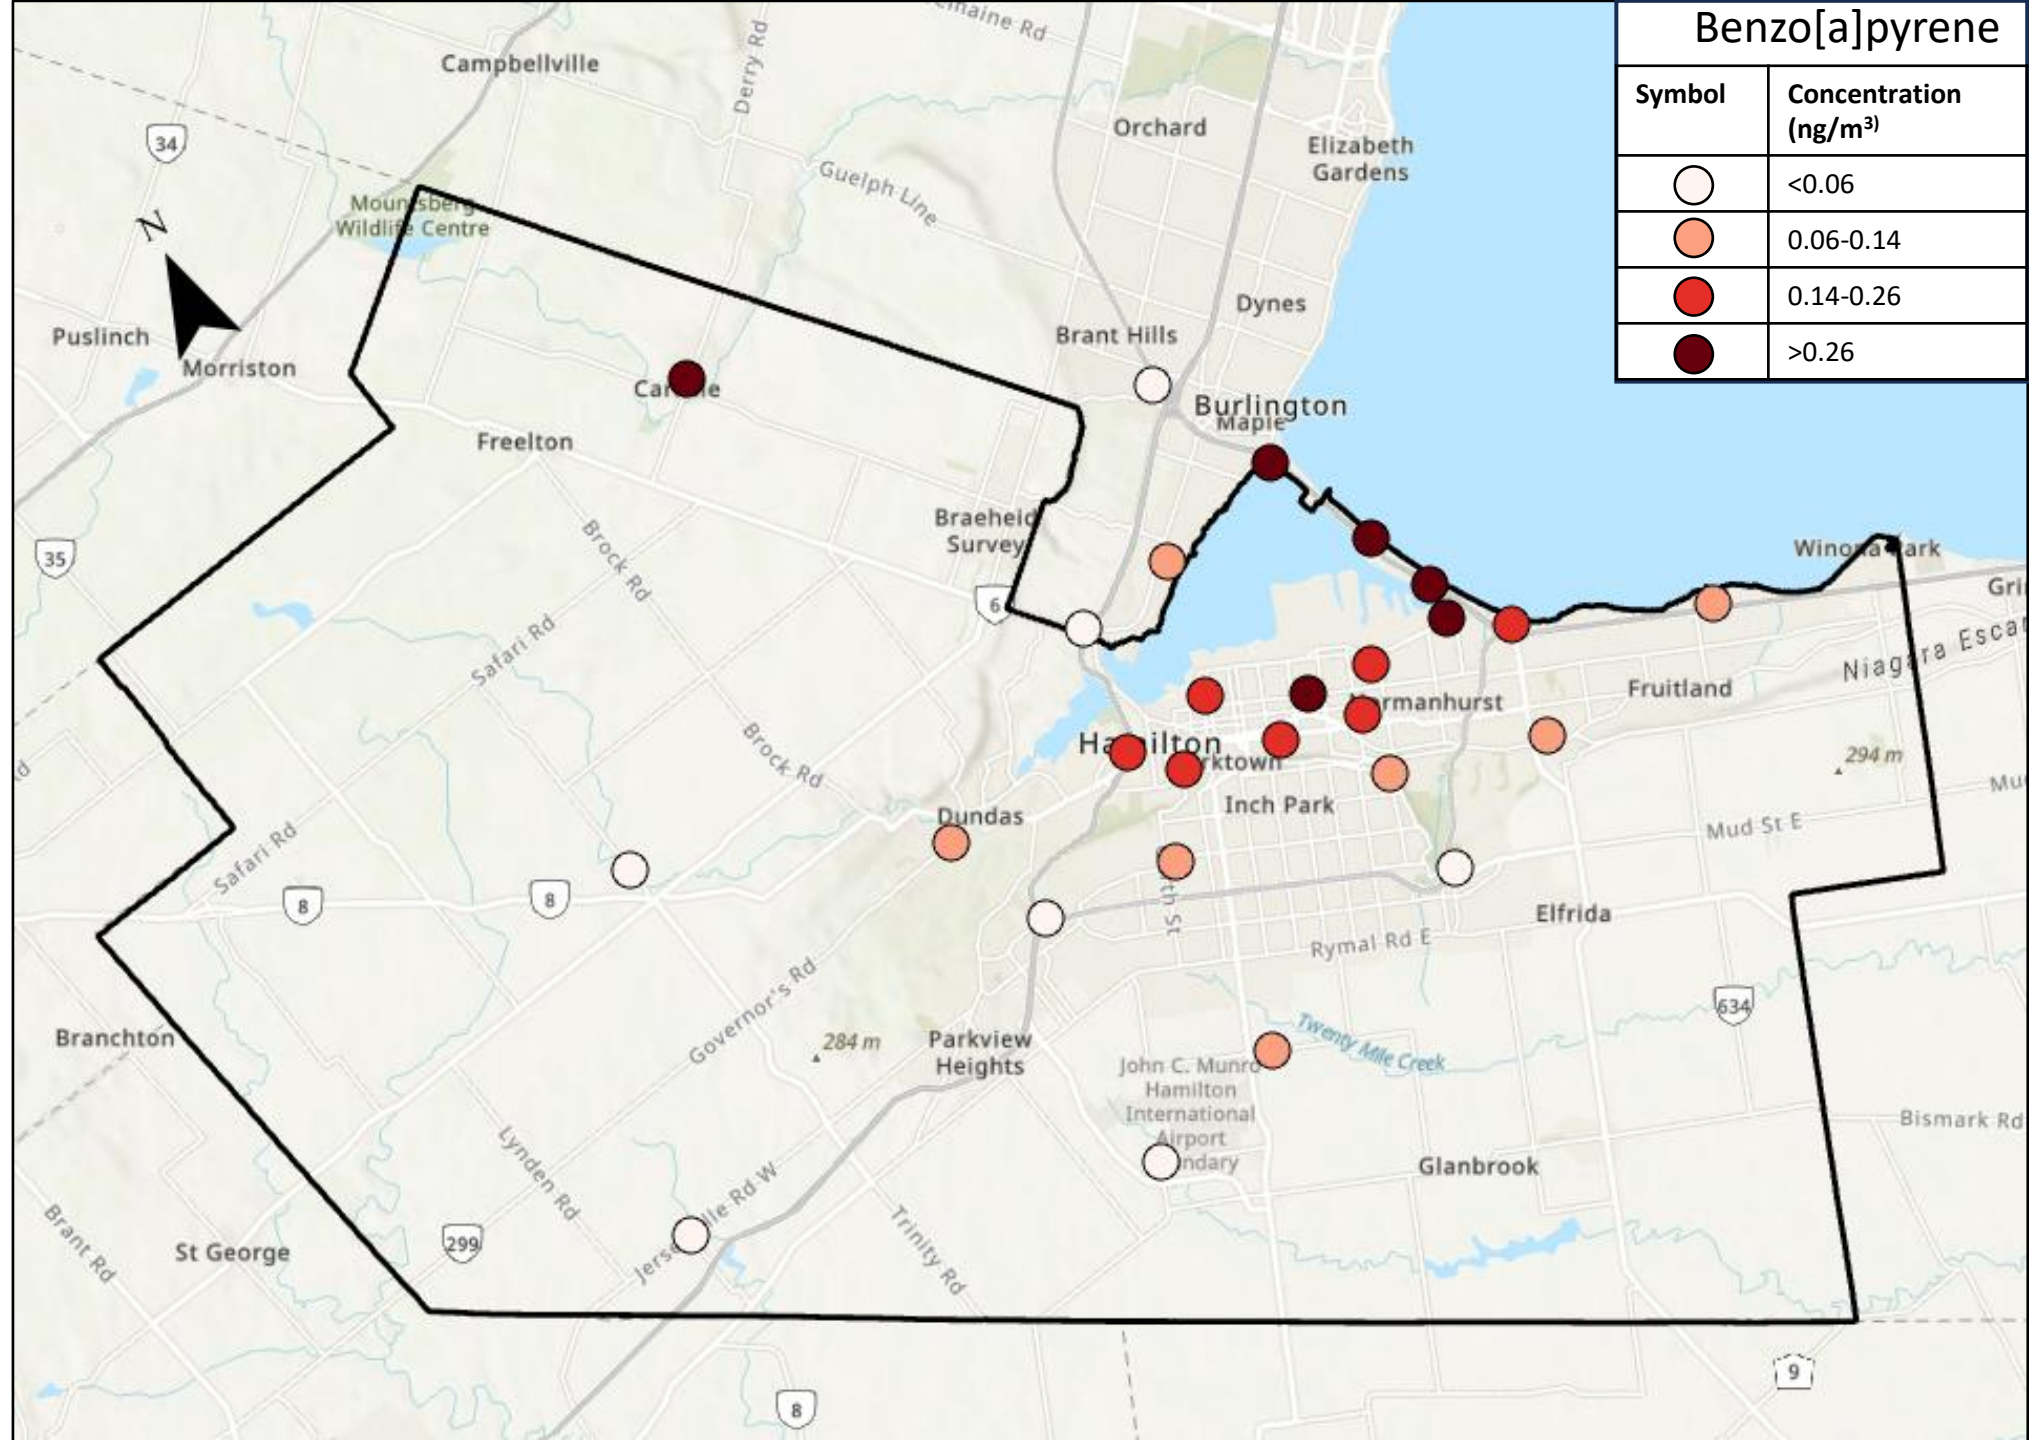 Benzo[a]pyrene
Symbol
Concentration
(ng/m3)
<0.06
0.06-0.14
0.14-0.26
>0.26
Campbellville
Derry Rd
Orchard
Elizabeth
Gardens
34
Guelph Line
N
Mountsberg
Wildlife Centre
Puslinch
Morriston
Dynes
Brant Hills
Burlington
Maple
Freelton
Braeheid
Survey
Brock Rd
35
6
Safari Rd
Winona Park
Niagara Escar
Fruitland
Hamilton
Inch Park
Brock Rd
294 m
Dundas
Mud St E
Safari Rd
8
8
th St
Elfrida
Rymal Rd E
Governor's Rd
634
Branchton
284 m
Parkview
Heights
Twenty Mile Creek
John C. Munro
Hamilton
International
Airport
ndary
Bismark Rd
Glanbrook
Lynden Rd
Trinity Rd
lle Rd W
Brant Rd
St George
299
9
8